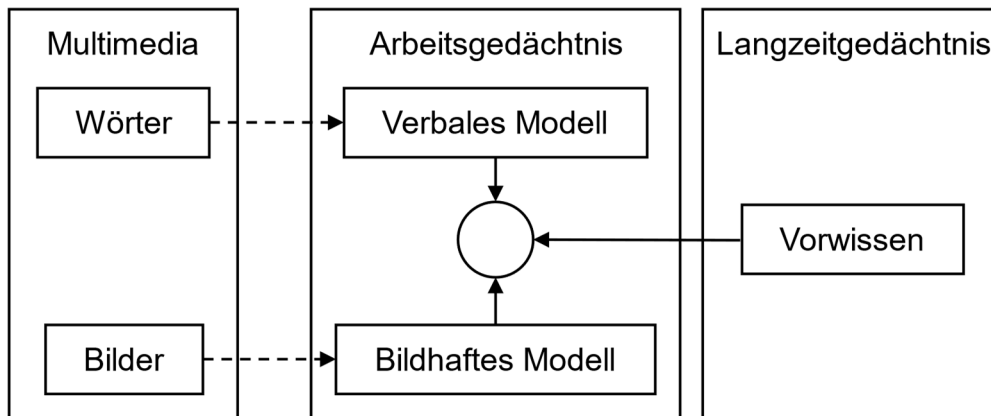 Multimedia
Arbeitsgedächtnis
Langzeitgedächtnis
Wörter
Verbales Modell
Vorwissen
Bilder
Bildhaftes Modell